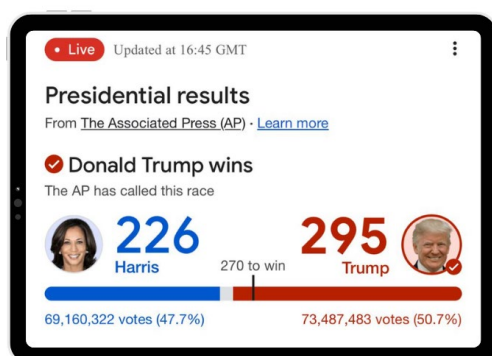 Live Updated at 16:45 GMT
Presidential results
From The Associated Press (AP) · Learn more
Donald Trump wins
The AP has called this race
226 295
Harris 270 to win Trump
69,160,322 votes (47.7%) 73,487,483 votes (50.7%)